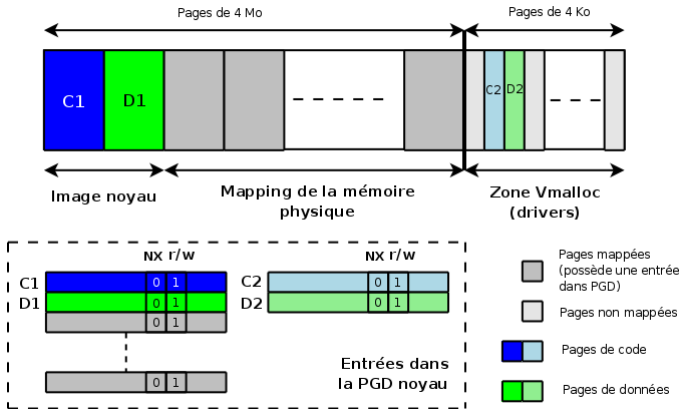 Pages de 4 Mo
Pages de 4 Ko
C1
D1
C2
D2
Image noyau
Mapping de la mémoire
physique
Zone Vmalloc
(drivers)
NX r/w
NX r/w
C1
0 1
C2
0 1
D1
0 1
D2
0 1
0 1
0 1
Entrées dans
la PGD noyau
Pages mappées
(possède une entrée
dans PGD)
Pages non mappées
Pages de code
Pages de données